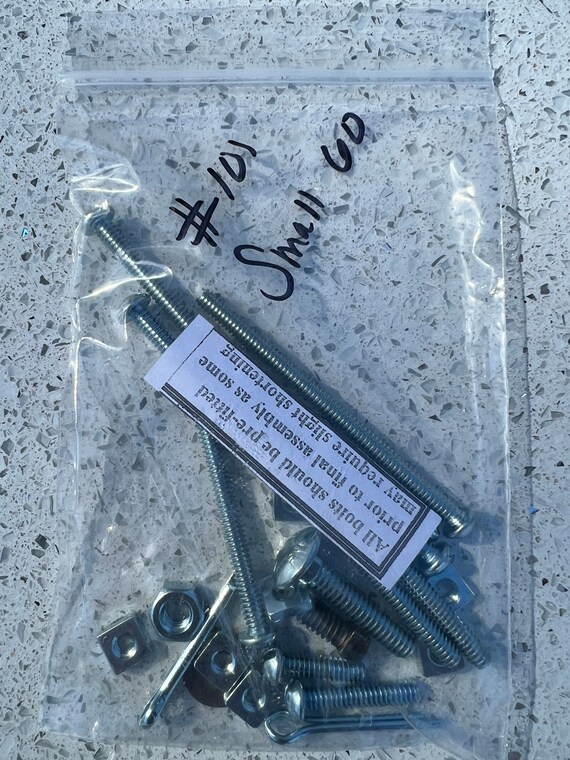 #101
Small 60
All bolts should be pre-fitted
prior to final assembly as some
may require slight shortening